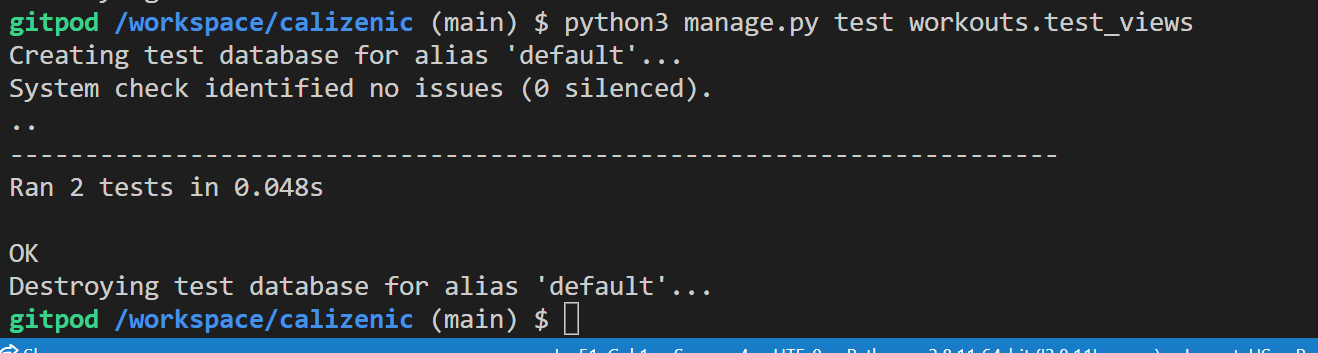 gitpod /workspace/calizenic (main) $ python3 manage.py test workouts.test_views
Creating test database for alias 'default'...
System check identified no issues (0 silenced).
..
----------------------------------------------------------------------
Ran 2 tests in 0.048s
OK
Destroying test database for alias 'default'...
gitpod /workspace/calizenic (main) $